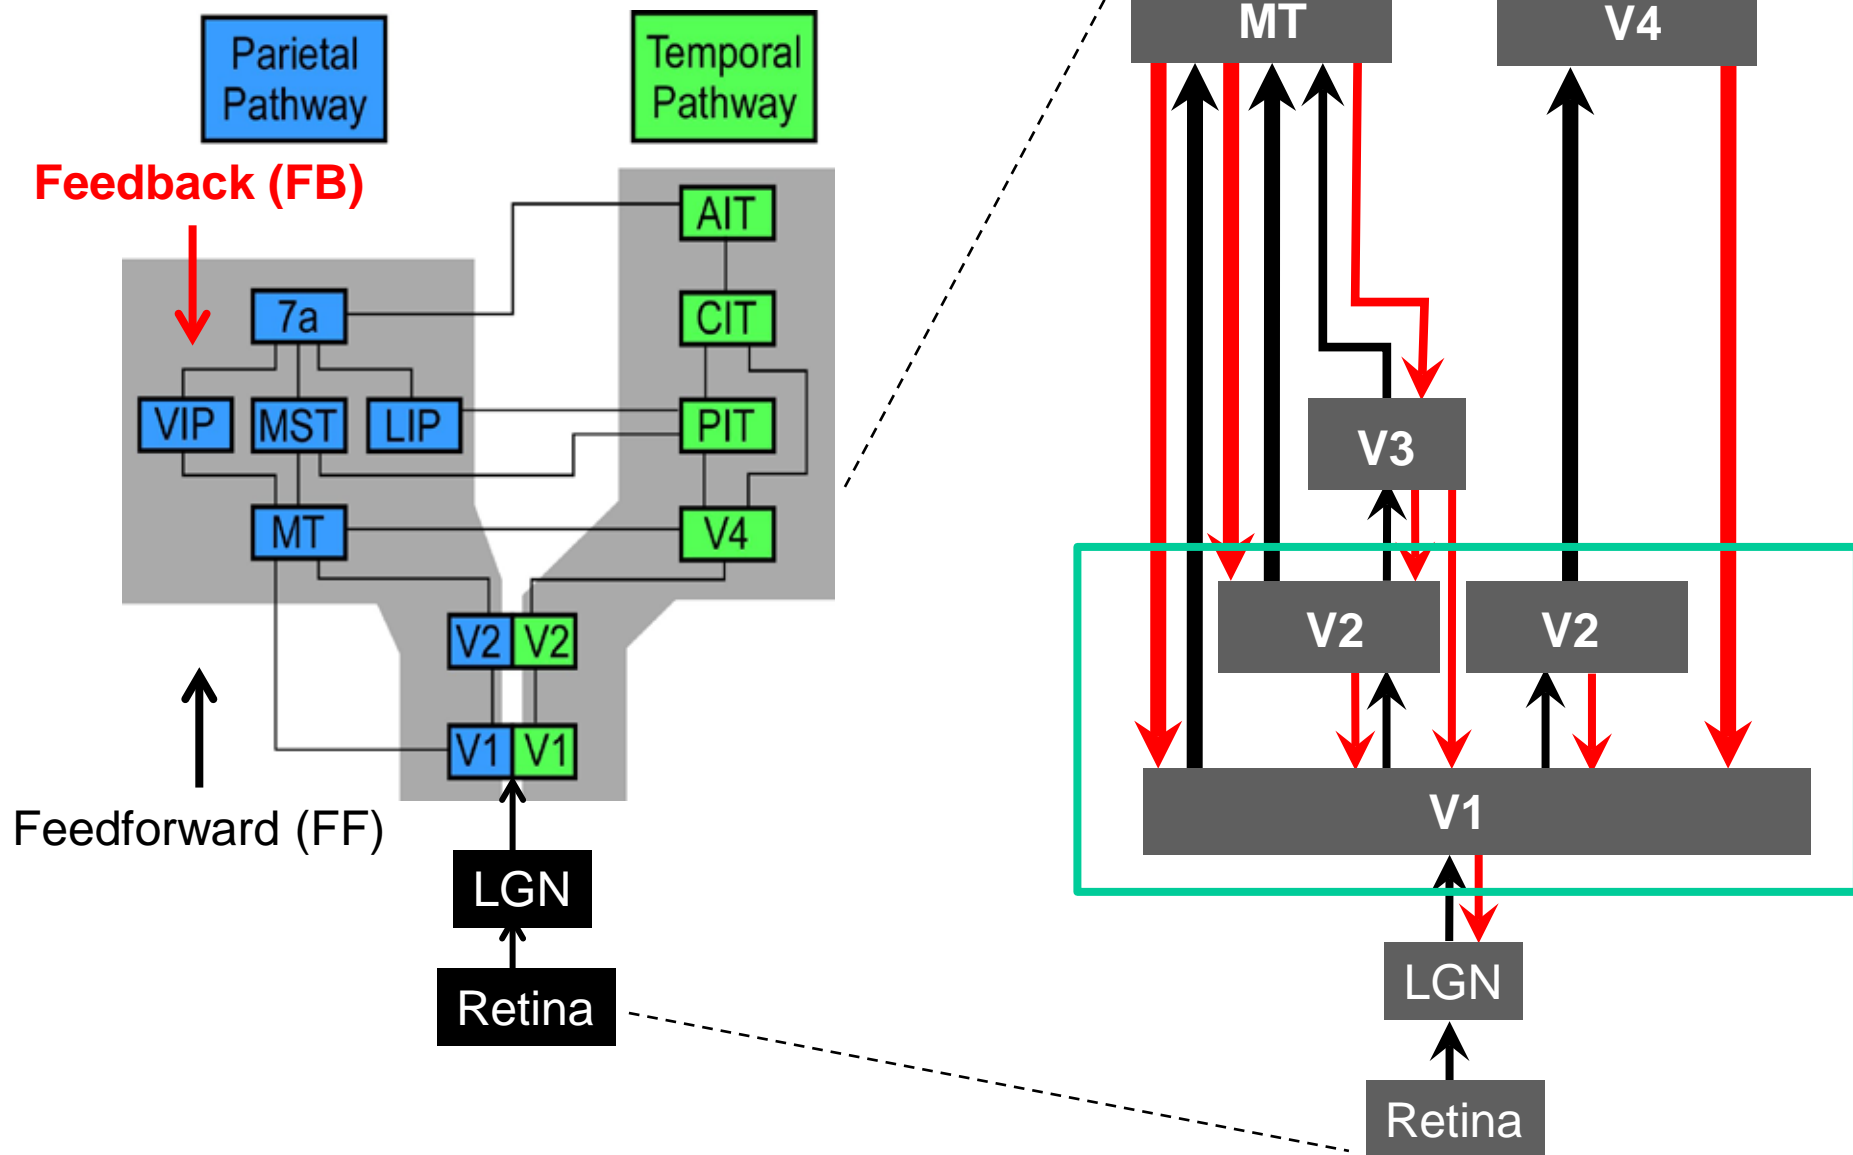 Parietal
Pathway
Temporal
Pathway
Feedback (FB)
AIT
7a
CIT
VIP
MST
LIP
PIT
MT
V4
V2
V2
V1
V1
Feedforward (FF)
LGN
Retina
MT
V4
V3
V2
V2
V1
LGN
Retina